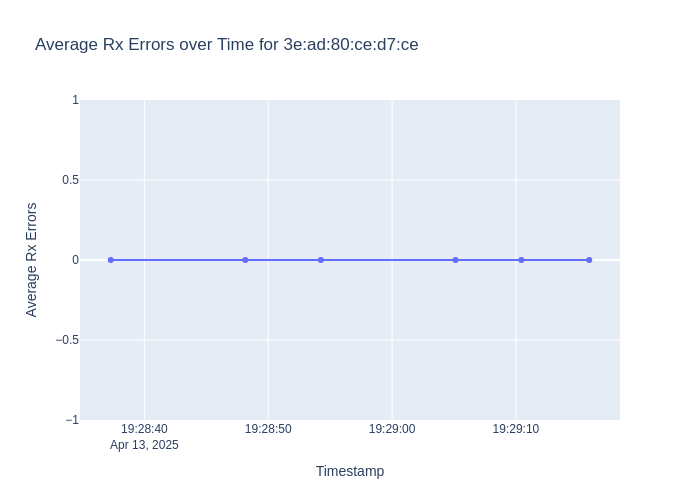 Average Rx Errors over Time for 3e:ad:80:ce:d7:ce
1
0.5
0
−0.5
−1
Average Rx Errors
19:28:40
Apr 13, 2025
19:28:50
19:29:00
19:29:10
Timestamp